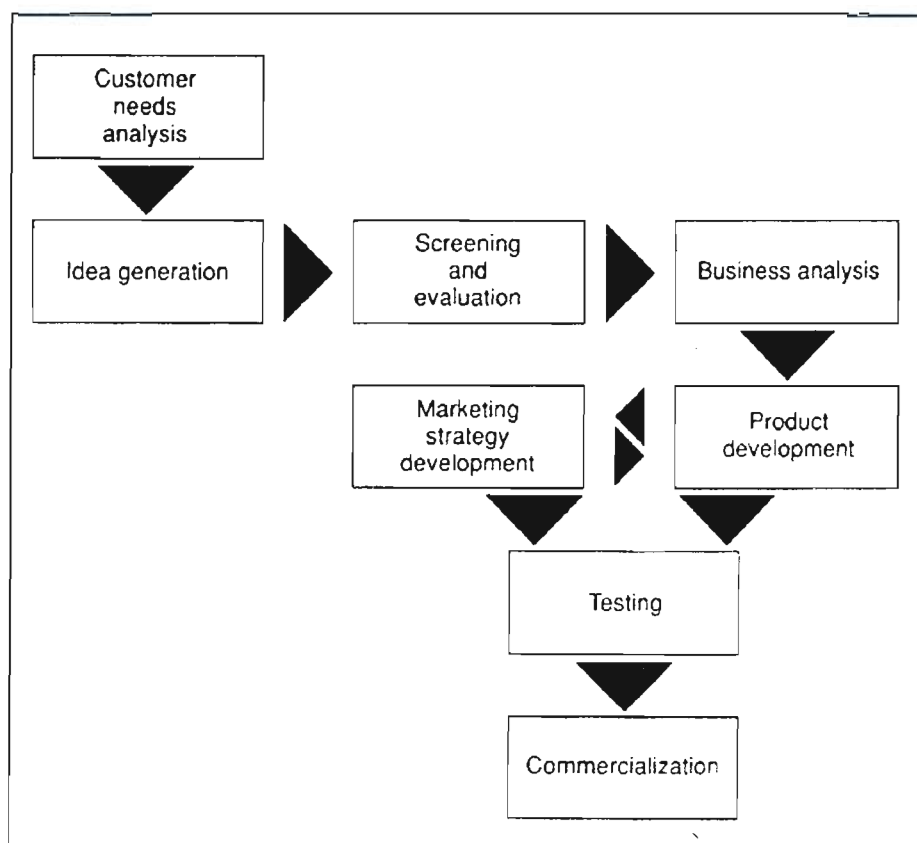 Customer
needs
analysis
Idea generation
Screening
and
evaluation
Business analysis
Marketing
strategy
development
Product
development
Testing
Commercialization